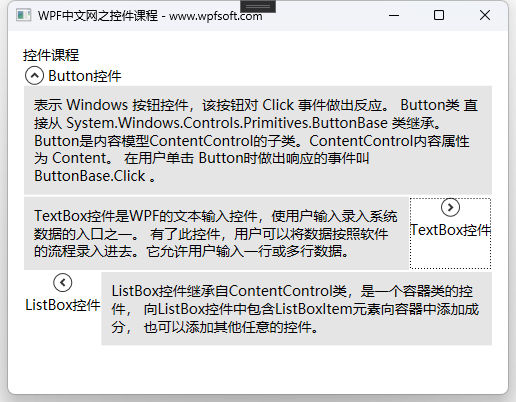 WPF中文网之控件课程 - www.wpfsoft.com
控件课程
Button控件
表示 Windows 按钮控件，该按钮对 Click 事件做出反应。 Button类 直
接从 System.Windows.Controls.Primitives.ButtonBase 类继承。
Button是内容模型ContentControl的子类。ContentControl内容属性
为 Content。 在用户单击 Button时做出响应的事件叫
ButtonBase.Click 。
TextBox控件是WPF的文本输入控件，使用户输入录入系统
数据的入口之一。 有了此控件，用户可以将数据按照软件
的流程录入进去。它允许用户输入一行或多行数据。
TextBox控件
ListBox控件
ListBox控件继承自ContentControl类，是一个容器类的控
件， 向ListBox控件中包含ListBoxItem元素向容器中添加成
分， 也可以添加其他任意的控件。